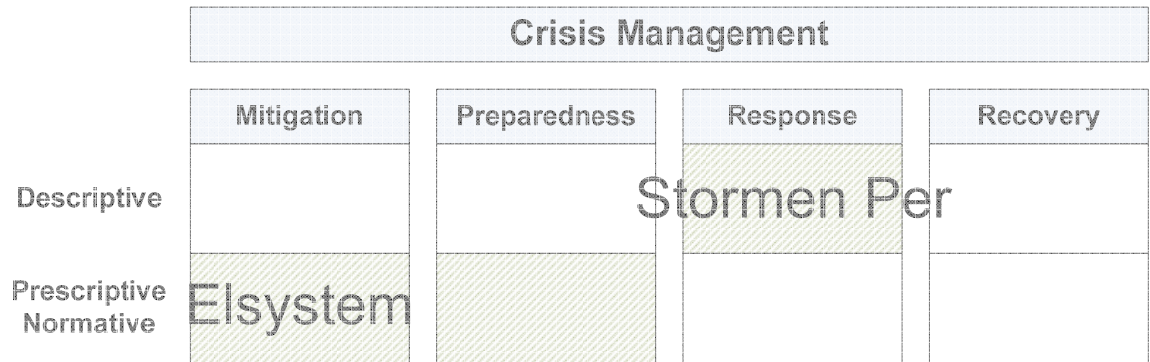 Crisis Management
Mitigation Preparedness Response Recovery
Descriptive
Stormen Per
Prescriptive
Normative
Elsystem